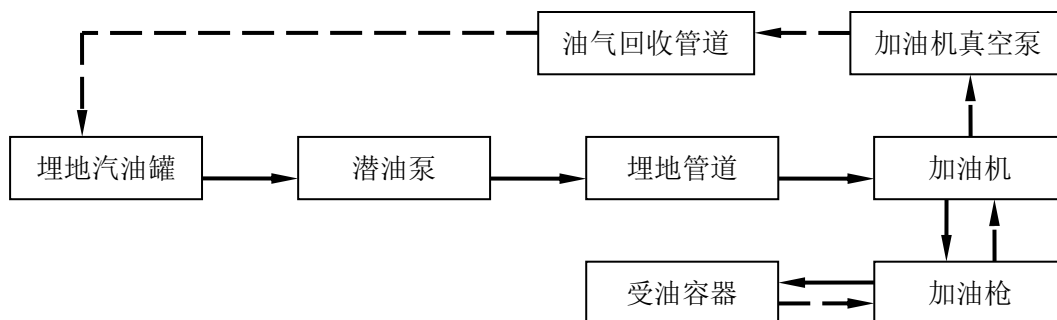 油气回收管道
加油机真空泵
埋地汽油罐
潜油泵
埋地管道
加油机
受油容器
加油枪